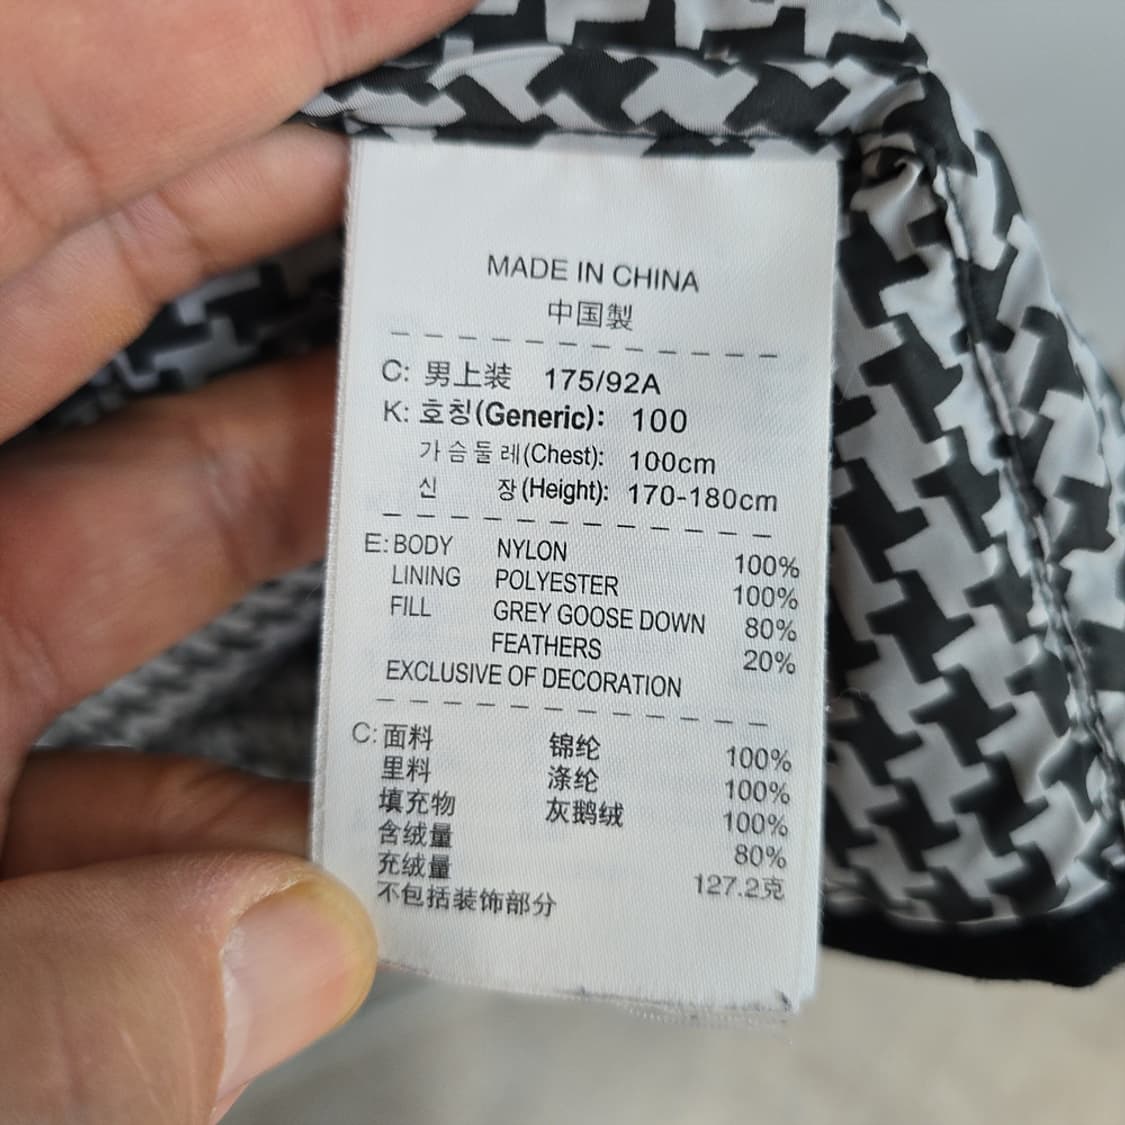 MADE IN CHINA
中国製
C: 男上装 175/92A
K: 호칭(Generic): 100
가슴둘레(Chest): 100cm
신 장(Height): 170-180cm
E: BODY NYLON 100%
LINING POLYESTER 100%
FILL GREY GOOSE DOWN 80%
FEATHERS 20%
EXCLUSIVE OF DECORATION
C: 面料 锦纶 100%
里料 涤纶 100%
填充物 灰鹅绒 100%
含绒量 80%
充绒量 127.2克
不包括装饰部分